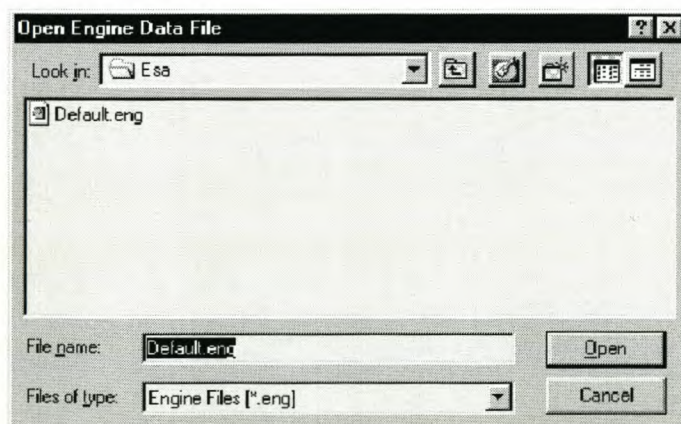 Open Engine Data File
Look in: Esa
Default.eng
File name: Default.eng Open
Files of type: Engine Files [*.eng] Cancel